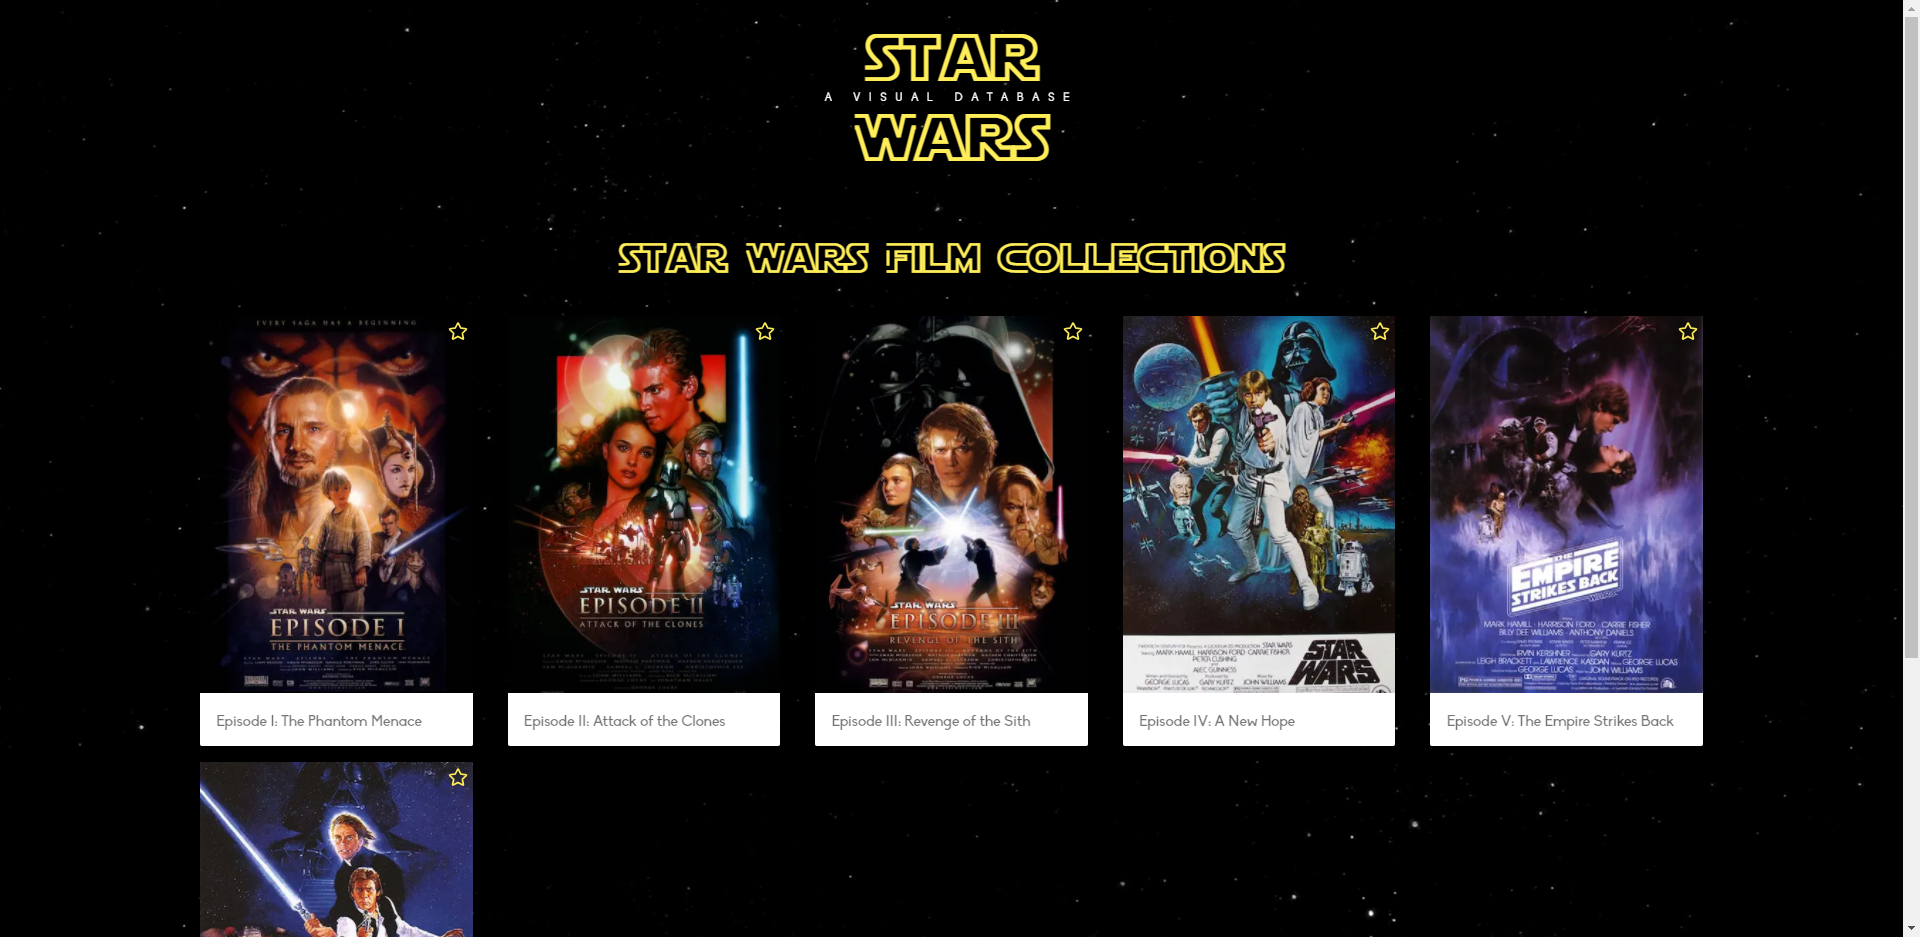 STAR
A VISUAL DATABASE
WARS
STAR WARS FILM COLLECTIONS
EVERY SAGA HAS A BEGINNING
STAR WARS
EPISODE I
THE PHANTOM MENACE
STAR WARS
EPISODE II
ATTACK OF THE CLONES
STAR WARS
EPISODE III
REVENGE OF THE SITH
MARK HAMILL HARRISON FORD CARRIE FISHER
PETER CUSHING
ALEC GUINNESS
GEORGE LUCAS GARY KURTZ JOHN WILLIAMS
STAR WARS
THE
EMPIRE
STRIKES BACK
MARK HAMILL · HARRISON FORD · CARRIE FISHER
BILLY DEE WILLIAMS · ANTHONY DANIELS
IRVIN KERSHNER GARY KURTZ
LEIGH BRACKETT LAWRENCE KASDAN GEORGE LUCAS
GEORGE LUCAS JOHN WILLIAMS
Episode I: The Phantom Menace
Episode II: Attack of the Clones
Episode III: Revenge of the Sith
Episode IV: A New Hope
Episode V: The Empire Strikes Back